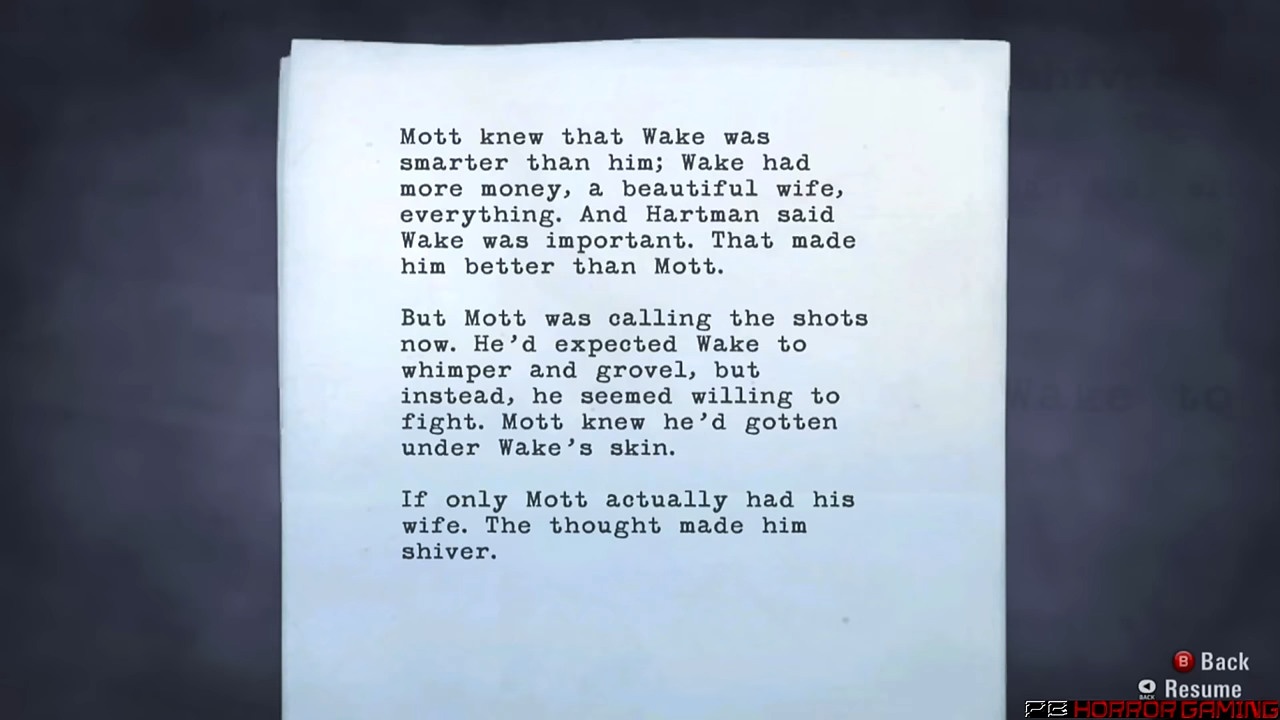 Mott knew that Wake was
smarter than him; Wake had
more money, a beautiful wife,
everything. And Hartman said
Wake was important. That made
him better than Mott.
But Mott was calling the shots
now. He’d expected Wake to
whimper and grovel, but
instead, he seemed willing to
fight. Mott knew he’d gotten
under Wake’s skin.
If only Mott actually had his
wife. The thought made him
shiver.
Wake to
B Back
BACK Resume
HORROR GAMING